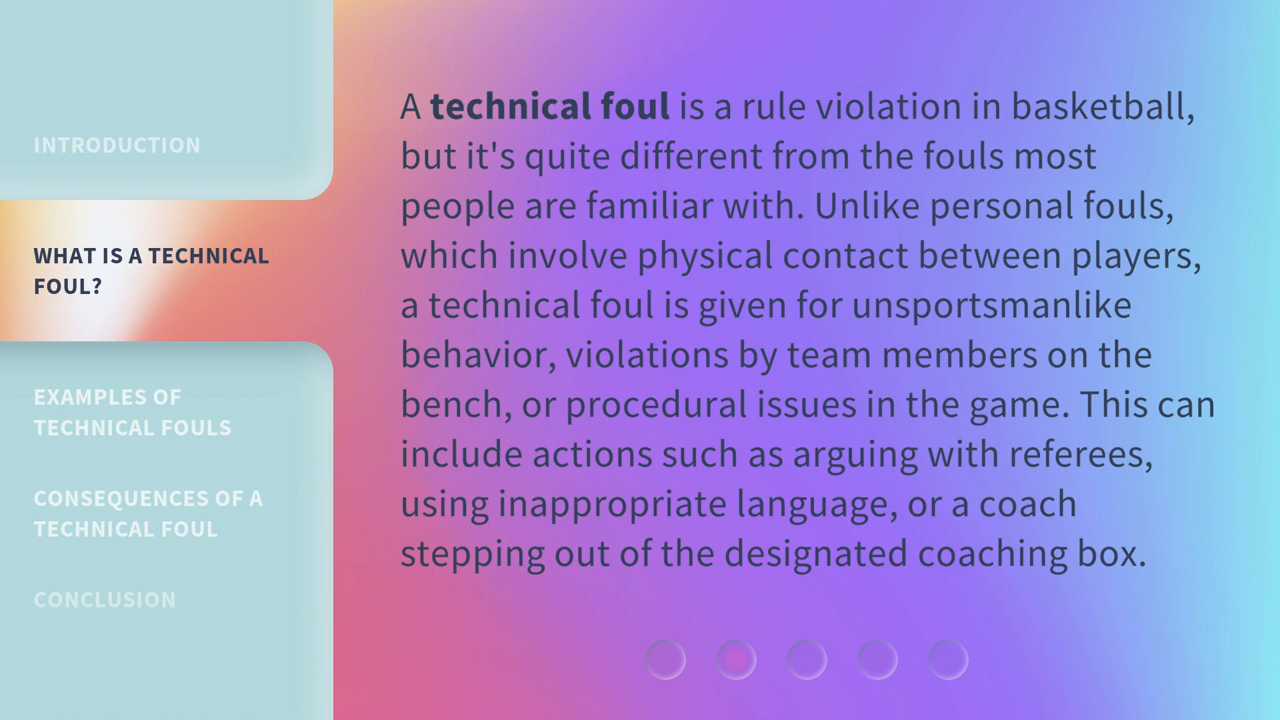 INTRODUCTION
WHAT IS A TECHNICAL
FOUL?
EXAMPLES OF
TECHNICAL FOULS
CONSEQUENCES OF A
TECHNICAL FOUL
CONCLUSION
A technical foul is a rule violation in basketball,
but it's quite different from the fouls most
people are familiar with. Unlike personal fouls,
which involve physical contact between players,
a technical foul is given for unsportsmanlike
behavior, violations by team members on the
bench, or procedural issues in the game. This can
include actions such as arguing with referees,
using inappropriate language, or a coach
stepping out of the designated coaching box.